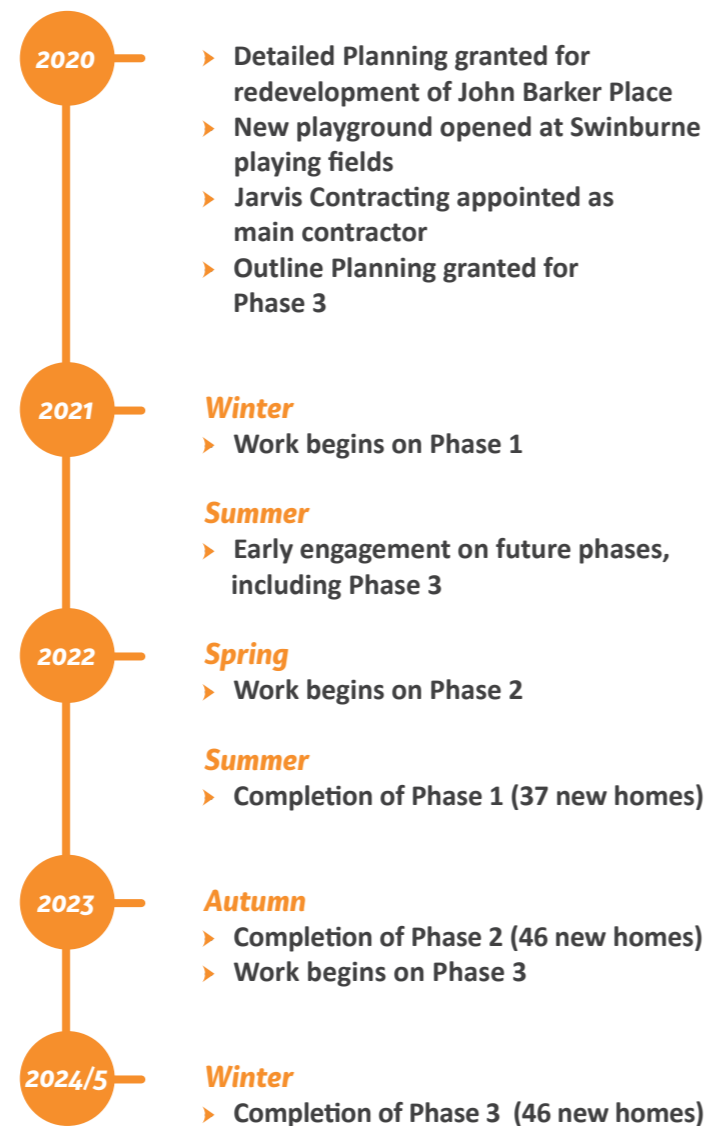 2020
Detailed Planning granted for
redevelopment of John Barker Place
New playground opened at Swinburne
playing fields
Jarvis Contracting appointed as
main contractor
Outline Planning granted for
Phase 3
2021
Winter
Work begins on Phase 1
Summer
Early engagement on future phases,
including Phase 3
2022
Spring
Work begins on Phase 2
Summer
Completion of Phase 1 (37 new homes)
2023
Autumn
Completion of Phase 2 (46 new homes)
Work begins on Phase 3
2024/5
Winter
Completion of Phase 3 (46 new homes)